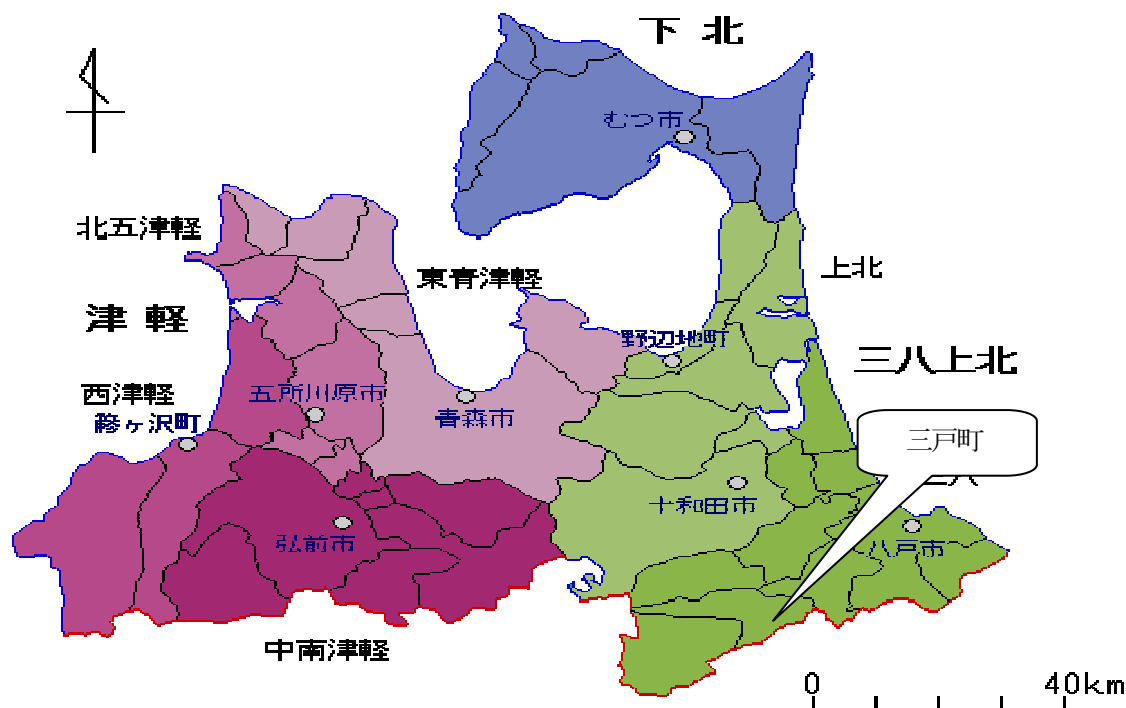 下北
むつ市
北五津軽
東青津軽
上北
津軽
野辺地町
三八上北
西津軽
五所川原市
鯵ヶ沢町
青森市
三戸町
十和田市
弘前市
八戸市
中南津軽
0
40km